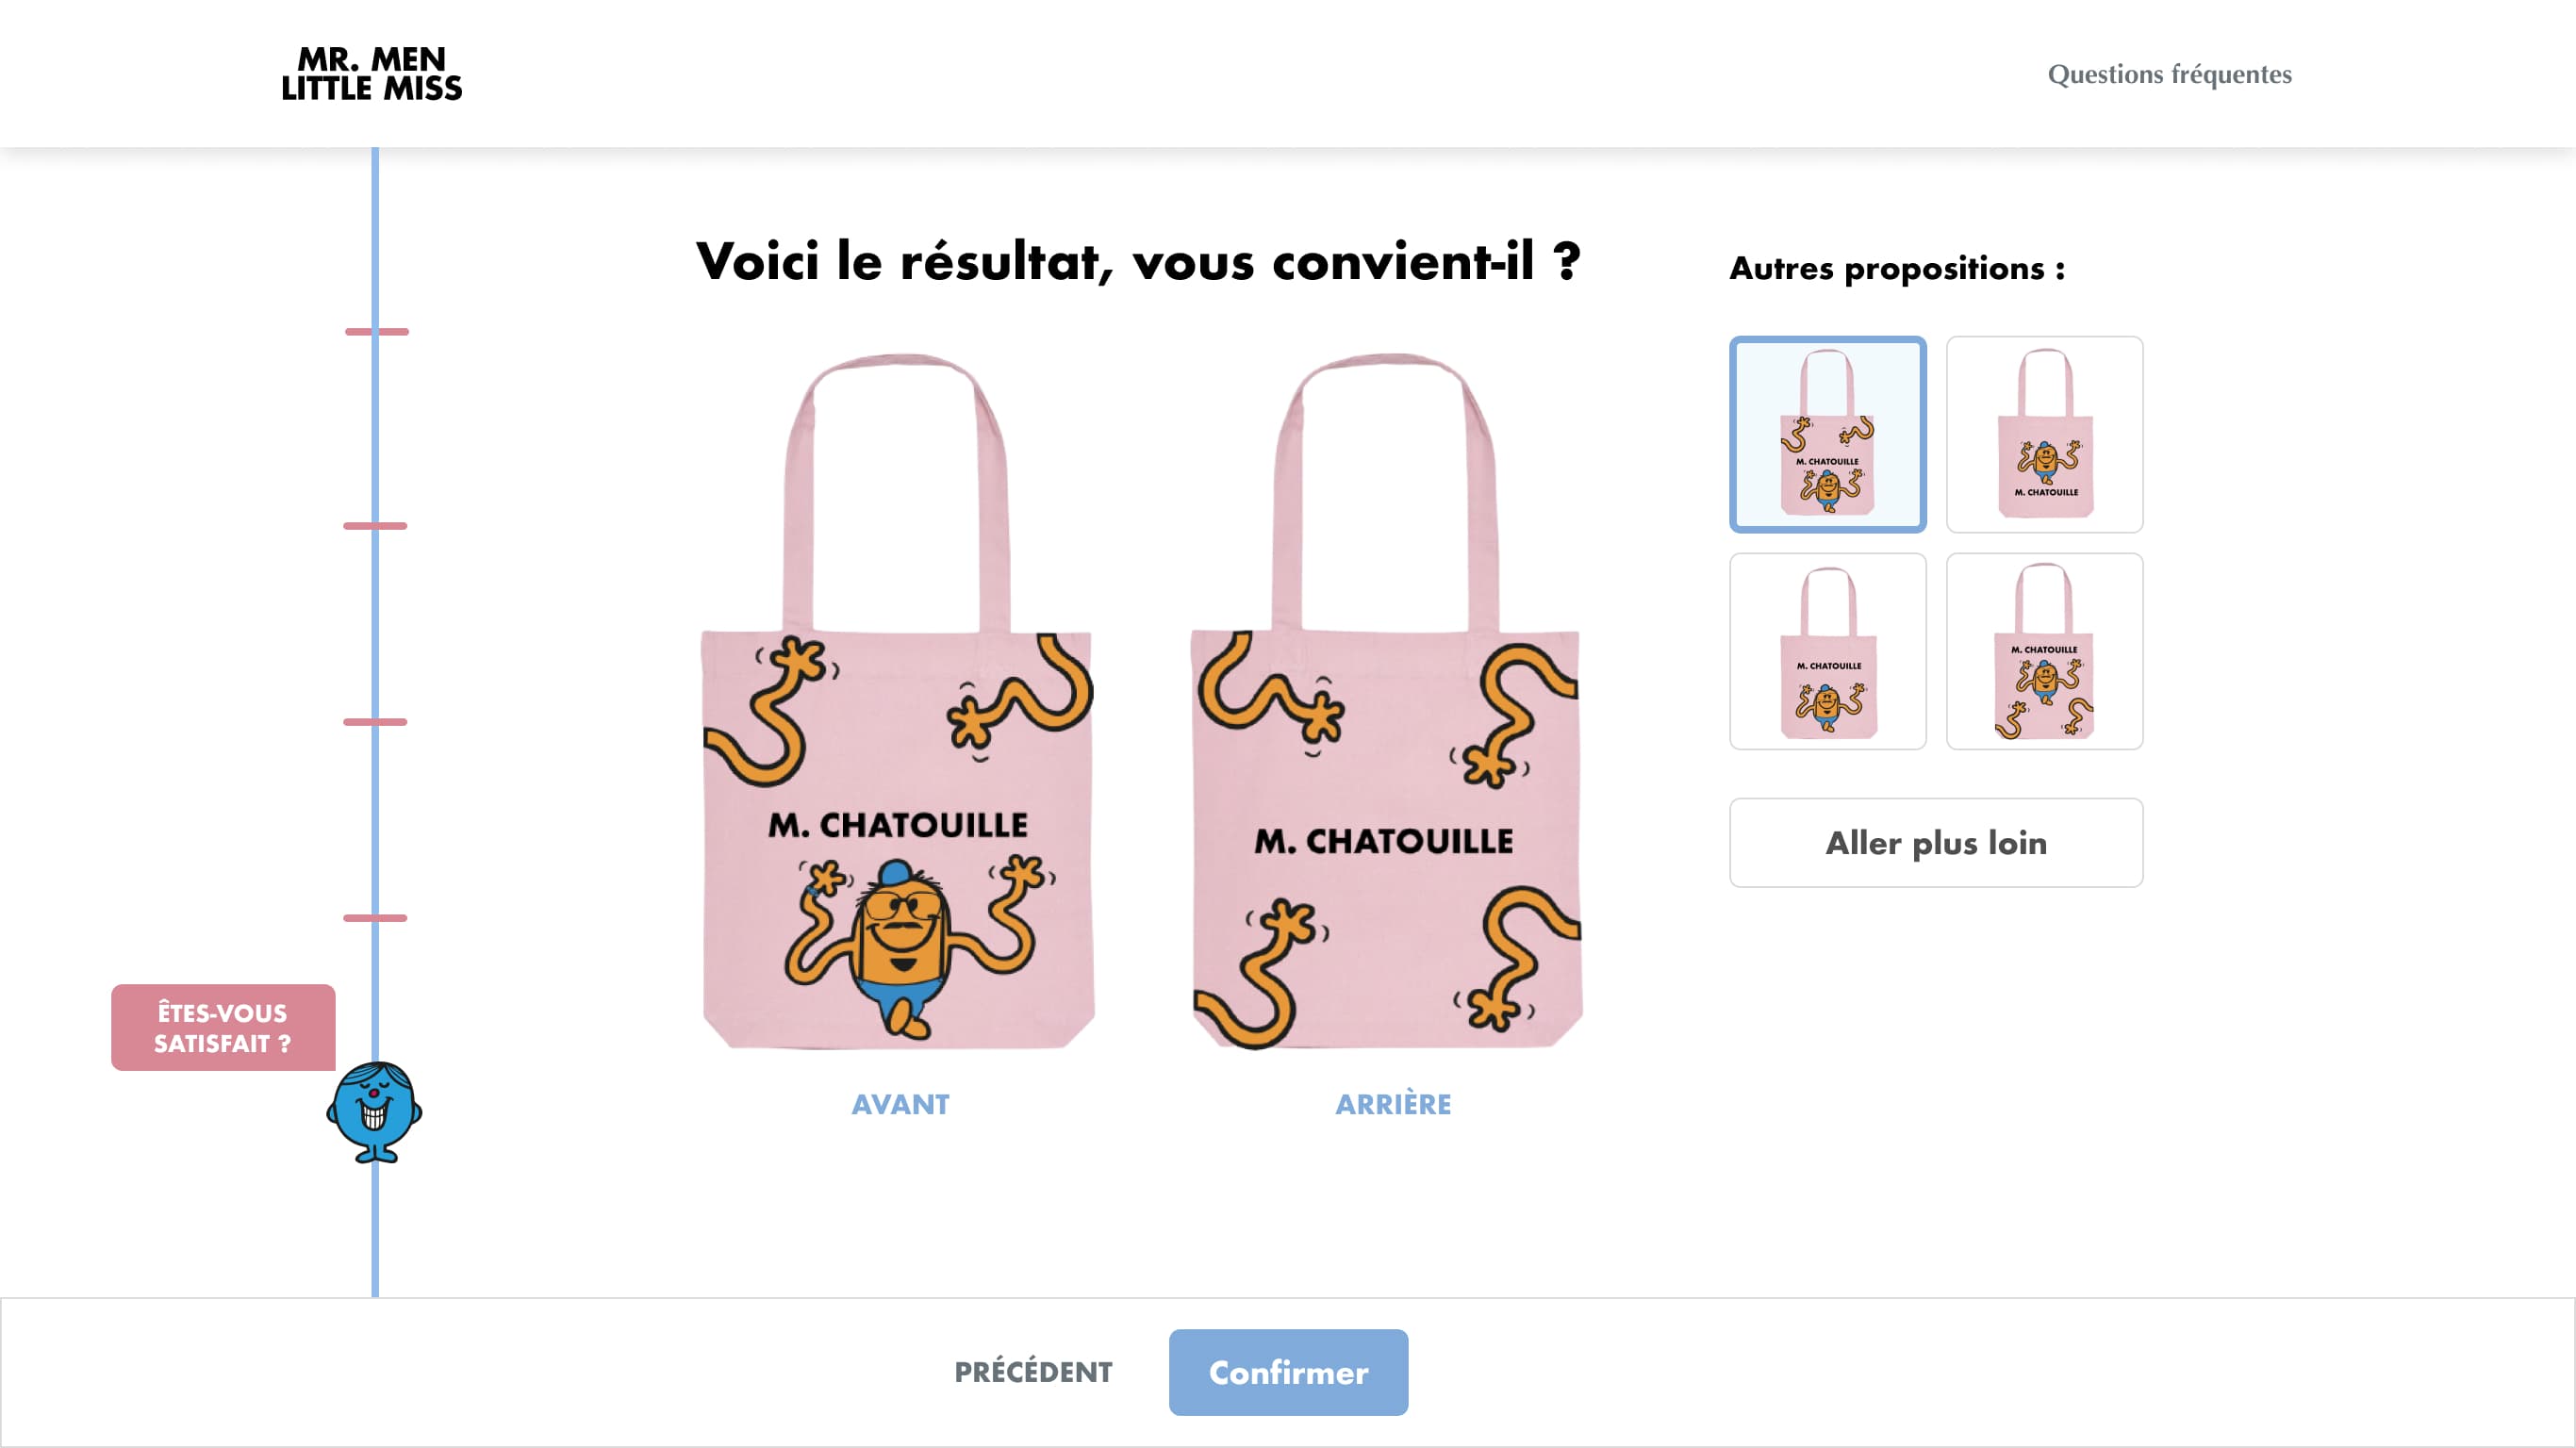 MR. MEN
LITTLE MISS
Questions fréquentes
Voici le résultat, vous convient-il ?
Autres propositions :
M. CHATOUILLE
M. CHATOUILLE
M. CHATOUILLE
M. CHATOUILLE
M. CHATOUILLE
M. CHATOUILLE
Aller plus loin
ÊTES-VOUS
SATISFAIT ?
AVANT
ARRIÈRE
PRÉCÉDENT
Confirmer